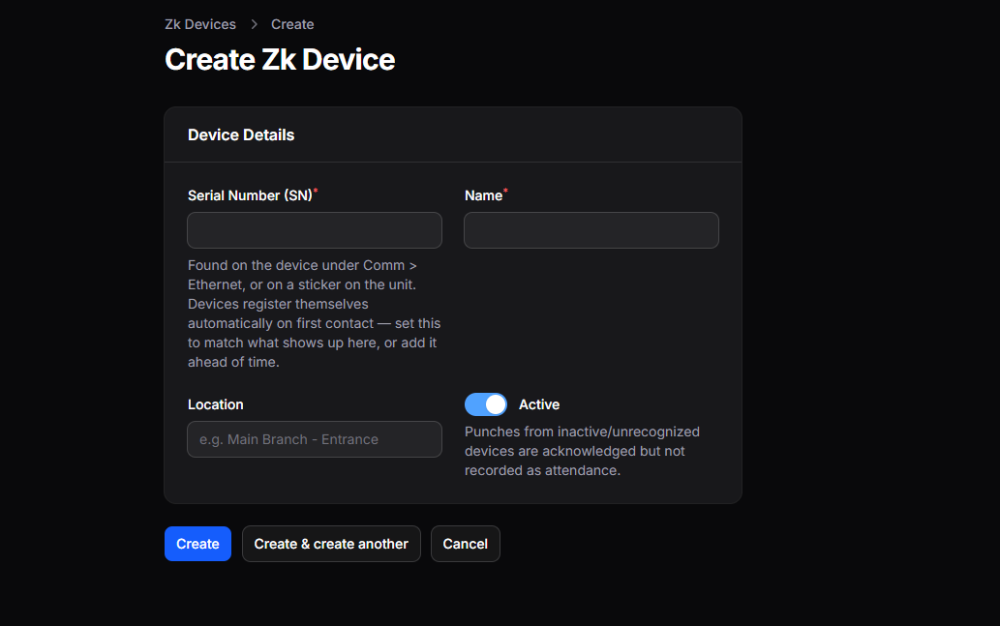 Zk Devices > Create
Create Zk Device
Device Details
Serial Number (SN)*
Name*
Found on the device under Comm >
Ethernet, or on a sticker on the unit.
Devices register themselves
automatically on first contact — set this
to match what shows up here, or add it
ahead of time.
Location
e.g. Main Branch - Entrance
Active
Punches from inactive/unrecognized
devices are acknowledged but not
recorded as attendance.
Create
Create & create another
Cancel